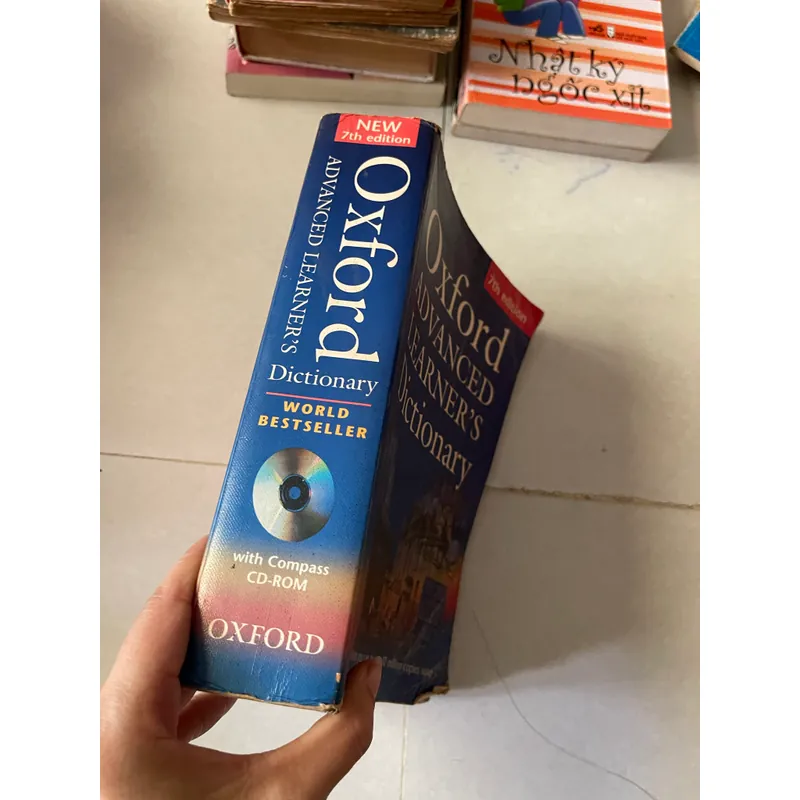 Nhật ký
ngốc xít
NEW
7th edition
Oxford
ADVANCED LEARNER'S
Dictionary
WORLD
BESTSELLER
with Compass
CD-ROM
OXFORD
7th edition
Oxford
ADVANCED
LEARNER'S
Dictionary